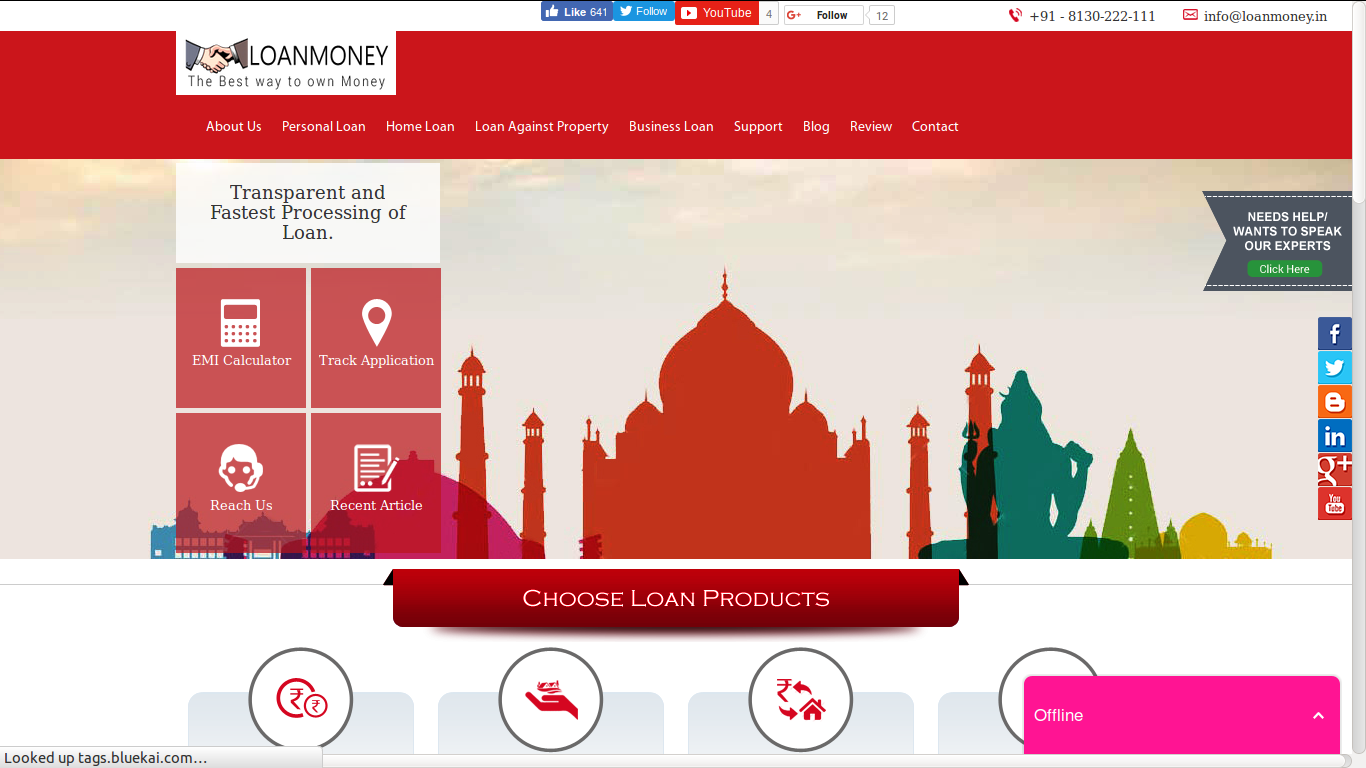 Like 641
Follow
YouTube 4
G+ Follow 12
+91 - 8130-222-111
info@loanmoney.in
LOANMONEY
The Best way to own Money
About Us Personal Loan Home Loan Loan Against Property Business Loan Support Blog Review Contact
Transparent and
Fastest Processing of
Loan.
NEEDS HELP/
WANTS TO SPEAK
OUR EXPERTS
Click Here
EMI Calculator
Track Application
Reach Us
Recent Article
f
in
g+
You
Tube
Choose Loan Products
₹ ₹
₹
Offline
Looked up tags.bluekai.com…